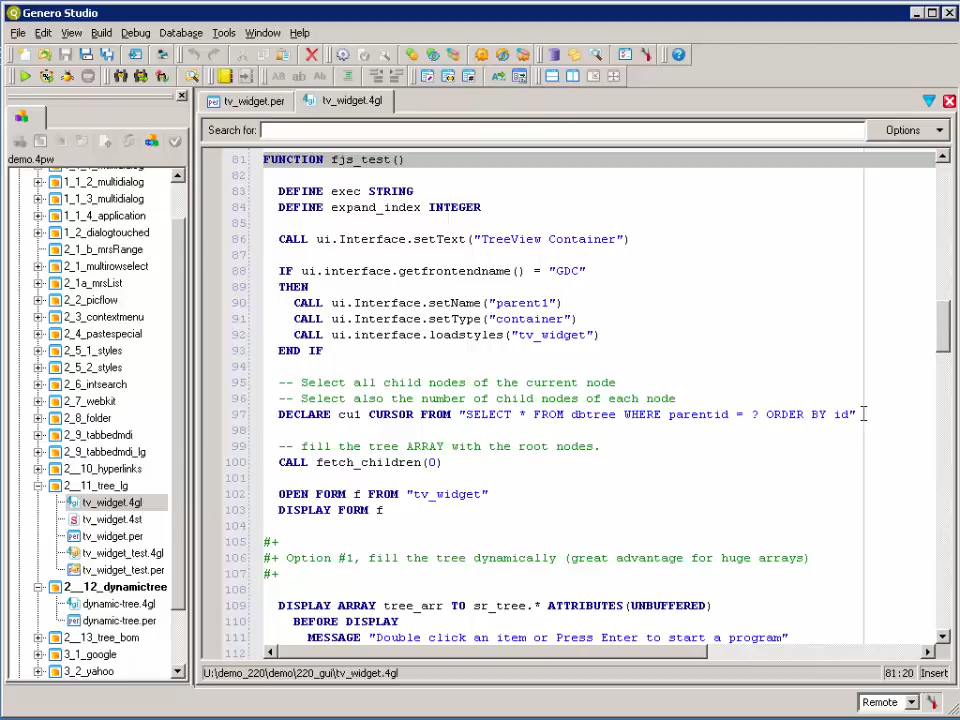 Genero Studio
File Edit View Build Debug Database Tools Window Help
tv_widget.per tv_widget.4gl
Search for: Options
demo.4pw
1_1_2_multidialog
1_1_3_multidialog
1_1_4_application
1_2_dialogtouched
2_1_b_mrsRange
2_1_multirowselect
2_1a_mrsList
2_2_picflow
2_3_contextmenu
2_4_pastespecial
2_5_1_styles
2_5_2_styles
2_6_intsearch
2_7_webkit
2_8_folder
2_9_tabbedmdi
2_9_tabbedmdi_lg
2__10_hyperlinks
2__11_tree_lg
tv_widget.4gl
tv_widget.4st
tv_widget.per
tv_widget_test.4gl
tv_widget_test.per
2__12_dynamictree
dynamic-tree.4gl
dynamic-tree.per
2__13_tree_bom
3_1_google
3_2_yahoo
81 FUNCTION fjs_test()
82
83 DEFINE exec STRING
84 DEFINE expand_index INTEGER
85
86 CALL ui.Interface.setText("TreeView Container")
87
88 IF ui.interface.getfrontendname() = "GDC"
89 THEN
90 CALL ui.Interface.setName("parent1")
91 CALL ui.Interface.setType("container")
92 CALL ui.interface.loadstyles("tv_widget")
93 END IF
94
95 -- Select all child nodes of the current node
96 -- Select also the number of child nodes of each node
97 DECLARE cu1 CURSOR FROM "SELECT * FROM dbtree WHERE parentid = ? ORDER BY id"
98
99 -- fill the tree ARRAY with the root nodes.
100 CALL fetch_children(0)
101
102 OPEN FORM f FROM "tv_widget"
103 DISPLAY FORM f
104
105 #+
106 #+ Option #1, fill the tree dynamically (great advantage for huge arrays)
107 #+
108
109 DISPLAY ARRAY tree_arr TO sr_tree.* ATTRIBUTES(UNBUFFERED)
110 BEFORE DISPLAY
111 MESSAGE "Double click an item or Press Enter to start a program"
112
U:\demo_220\demo\220_gui\tv_widget.4gl 81:20 Insert
Remote